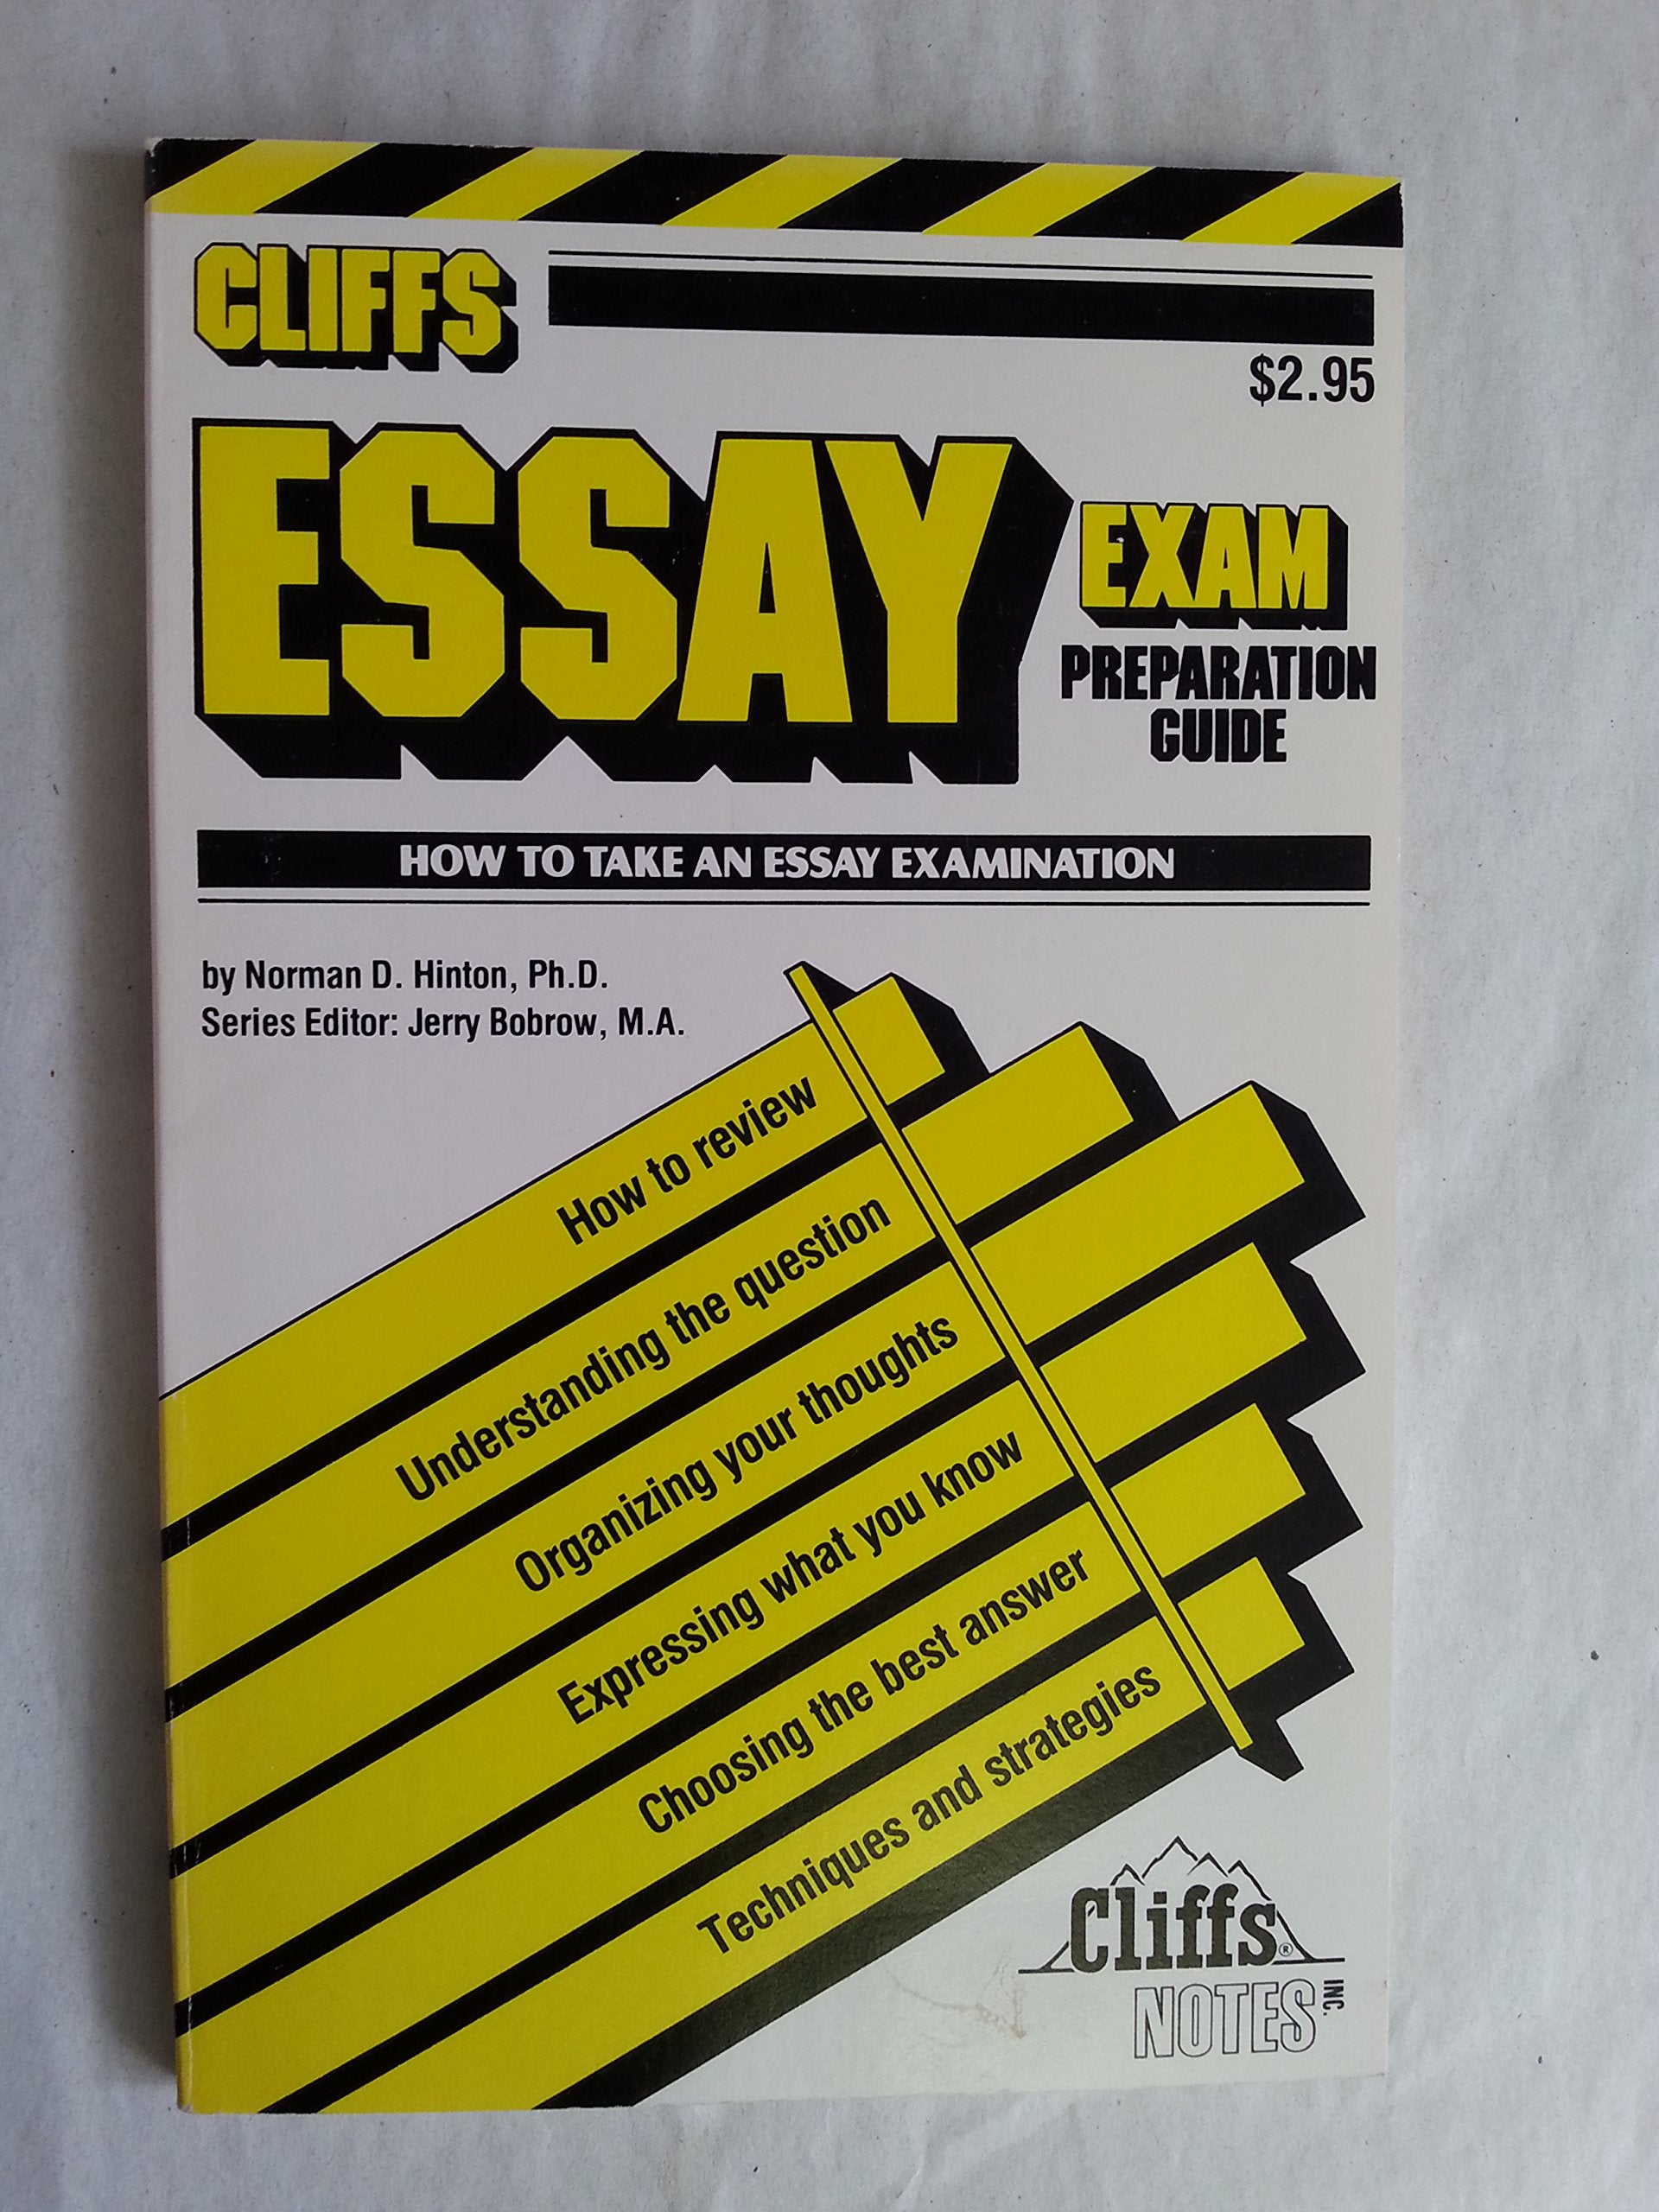 CLIFFS
$2.95
ESSAY
EXAM
PREPARATION
GUIDE
HOW TO TAKE AN ESSAY EXAMINATION
by Norman D. Hinton, Ph.D.
Series Editor: Jerry Bobrow, M.A.
How to review
Understanding the question
Organizing your thoughts
Expressing what you know
Choosing the best answer
Techniques and strategies
Cliffs®
NOTES INC.